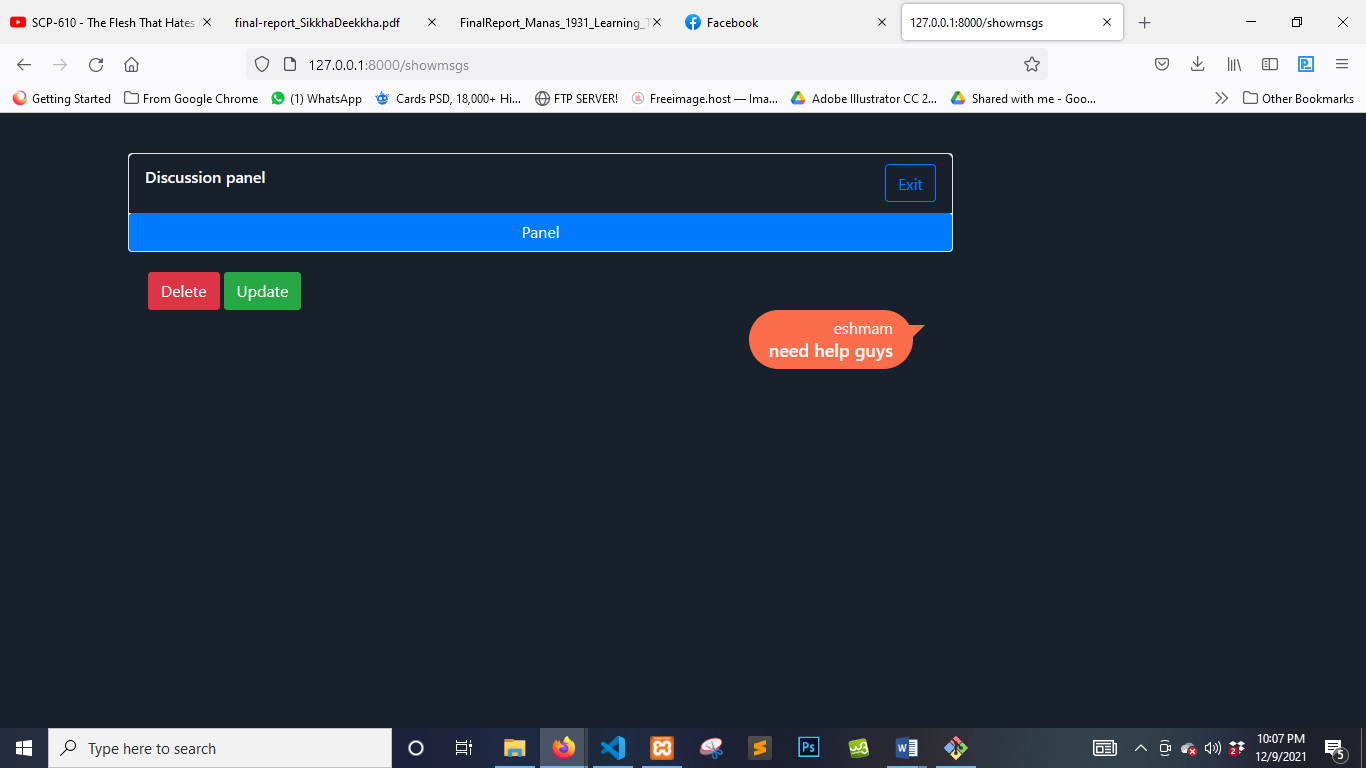 SCP-610 - The Flesh That Hates
final-report_SikkhaDeekkha.pdf
FinalReport_Manas_1931_Learning_
Facebook
127.0.0.1:8000/showmsgs
127.0.0.1:8000/showmsgs
Getting Started
From Google Chrome
(1) WhatsApp
Cards PSD, 18,000+ Hi...
FTP SERVER!
Freeimage.host — Ima...
Adobe Illustrator CC 2...
Shared with me - Goo...
Other Bookmarks
Discussion panel
Exit
Panel
Delete
Update
eshmam
need help guys
Type here to search
Ps
W
10:07 PM
12/9/2021
2
5